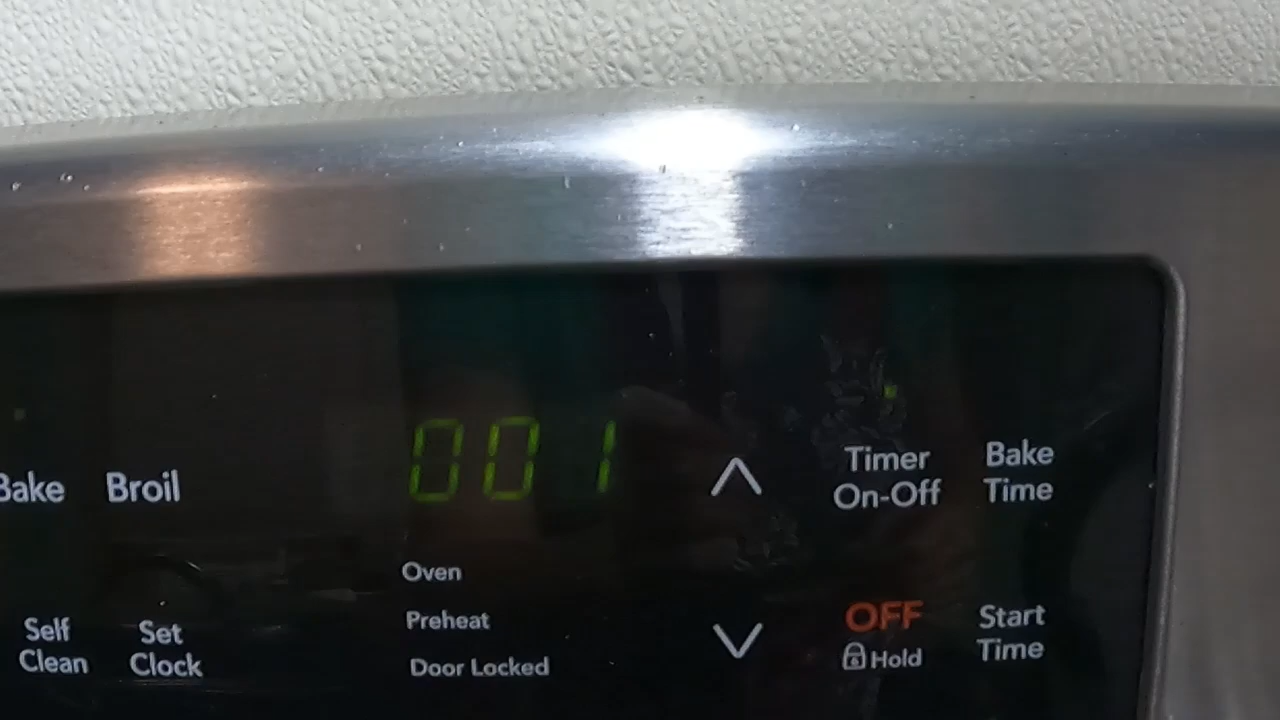 001
Bake
Broil
Timer
On-Off
Bake
Time
Oven
Preheat
Door Locked
Self
Clean
Set
Clock
OFF
Hold
Start
Time